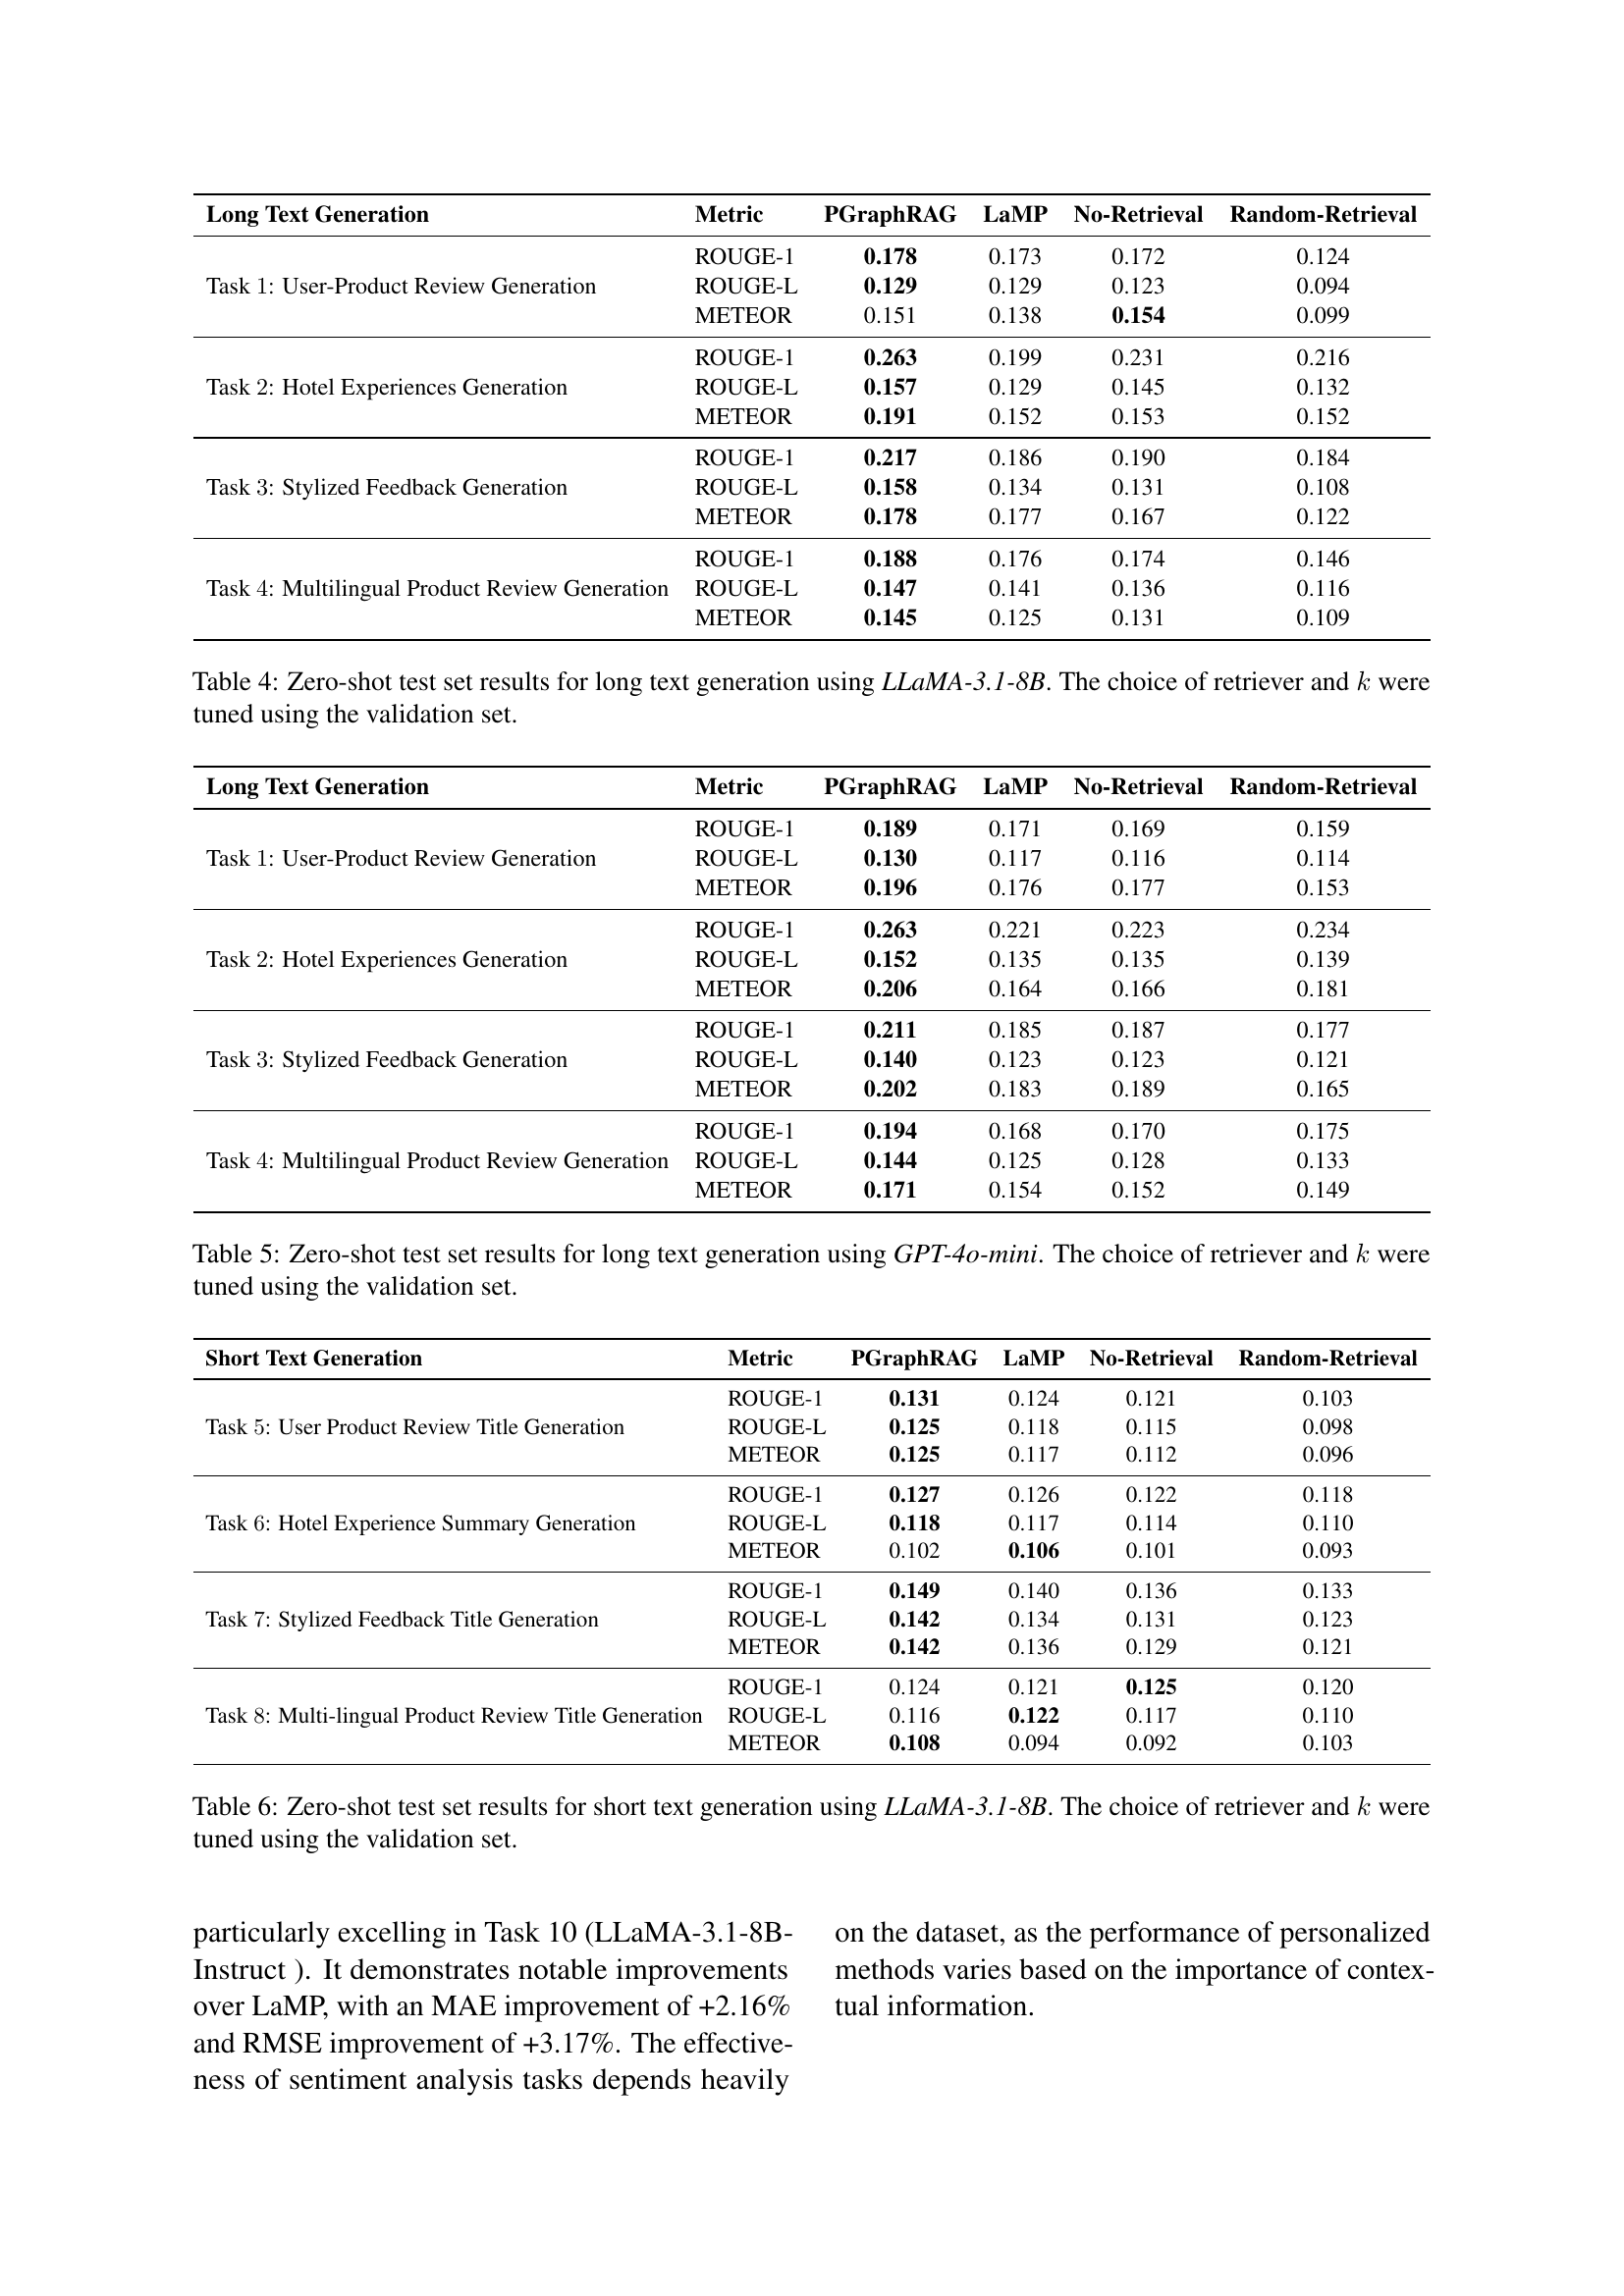 Long Text Generation Metric PGraphRAG LaMP No-Retrieval Random-Retrieval
ROUGE-1 0.178 0.173 0.172 0.124
Task 1: User-Product Review Generation ROUGE-L 0.129 0.129 0.123 0.094
METEOR 0.151 0.138 0.154 0.099
ROUGE-1 0.263 0.199 0.231 0.216
Task 2: Hotel Experiences Generation ROUGE-L 0.157 0.129 0.145 0.132
METEOR 0.191 0.152 0.153 0.152
ROUGE-1 0.217 0.186 0.190 0.184
Task 3: Stylized Feedback Generation ROUGE-L 0.158 0.134 0.131 0.108
METEOR 0.178 0.177 0.167 0.122
ROUGE-1 0.188 0.176 0.174 0.146
Task 4: Multilingual Product Review Generation ROUGE-L 0.147 0.141 0.136 0.116
METEOR 0.145 0.125 0.131 0.109
Table 4: Zero-shot test set results for long text generation using LLaMA-3.1-8B. The choice of retriever and k were
tuned using the validation set.
Long Text Generation Metric PGraphRAG LaMP No-Retrieval Random-Retrieval
ROUGE-1 0.189 0.171 0.169 0.159
Task 1: User-Product Review Generation ROUGE-L 0.130 0.117 0.116 0.114
METEOR 0.196 0.176 0.177 0.153
ROUGE-1 0.263 0.221 0.223 0.234
Task 2: Hotel Experiences Generation ROUGE-L 0.152 0.135 0.135 0.139
METEOR 0.206 0.164 0.166 0.181
ROUGE-1 0.211 0.185 0.187 0.177
Task 3: Stylized Feedback Generation ROUGE-L 0.140 0.123 0.123 0.121
METEOR 0.202 0.183 0.189 0.165
ROUGE-1 0.194 0.168 0.170 0.175
Task 4: Multilingual Product Review Generation ROUGE-L 0.144 0.125 0.128 0.133
METEOR 0.171 0.154 0.152 0.149
Table 5: Zero-shot test set results for long text generation using GPT-4o-mini. The choice of retriever and k were
tuned using the validation set.
Short Text Generation Metric PGraphRAG LaMP No-Retrieval Random-Retrieval
ROUGE-1 0.131 0.124 0.121 0.103
Task 5: User Product Review Title Generation ROUGE-L 0.125 0.118 0.115 0.098
METEOR 0.125 0.117 0.112 0.096
ROUGE-1 0.127 0.126 0.122 0.118
Task 6: Hotel Experience Summary Generation ROUGE-L 0.118 0.117 0.114 0.110
METEOR 0.102 0.106 0.101 0.093
ROUGE-1 0.149 0.140 0.136 0.133
Task 7: Stylized Feedback Title Generation ROUGE-L 0.142 0.134 0.131 0.123
METEOR 0.142 0.136 0.129 0.121
ROUGE-1 0.124 0.121 0.125 0.120
Task 8: Multi-lingual Product Review Title Generation ROUGE-L 0.116 0.122 0.117 0.110
METEOR 0.108 0.094 0.092 0.103
Table 6: Zero-shot test set results for short text generation using LLaMA-3.1-8B. The choice of retriever and k were
tuned using the validation set.
particularly excelling in Task 10 (LLaMA-3.1-8B-
Instruct ). It demonstrates notable improvements
over LaMP, with an MAE improvement of +2.16%
and RMSE improvement of +3.17%. The effective-
ness of sentiment analysis tasks depends heavily
on the dataset, as the performance of personalized
methods varies based on the importance of contex-
tual information.